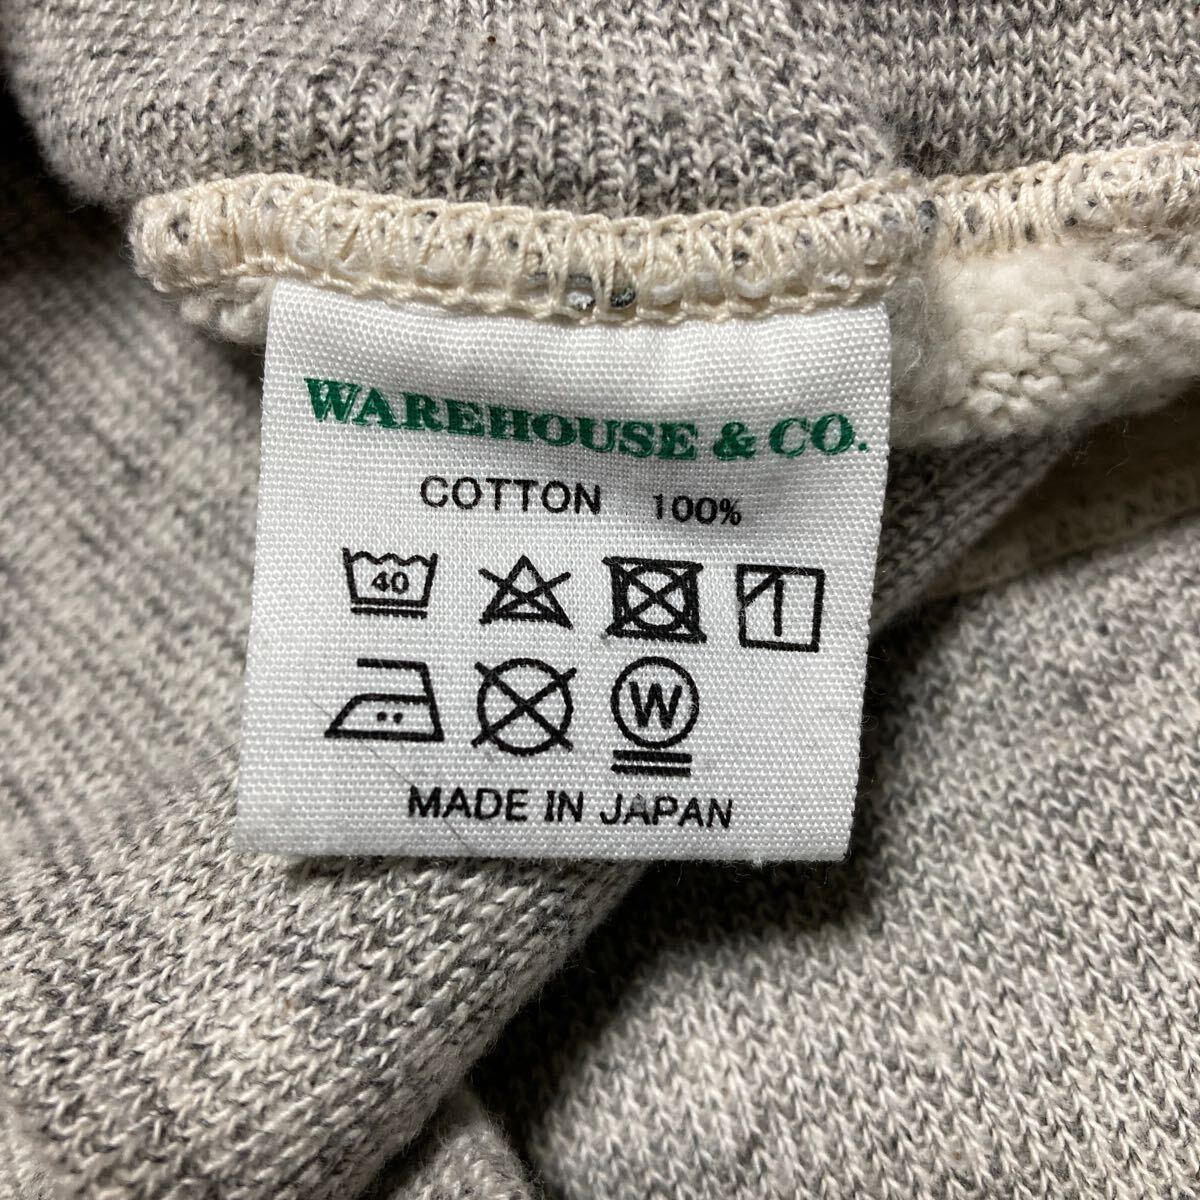 WAREHOUSE & CO.
COTTON 100%
40
W
MADE IN JAPAN